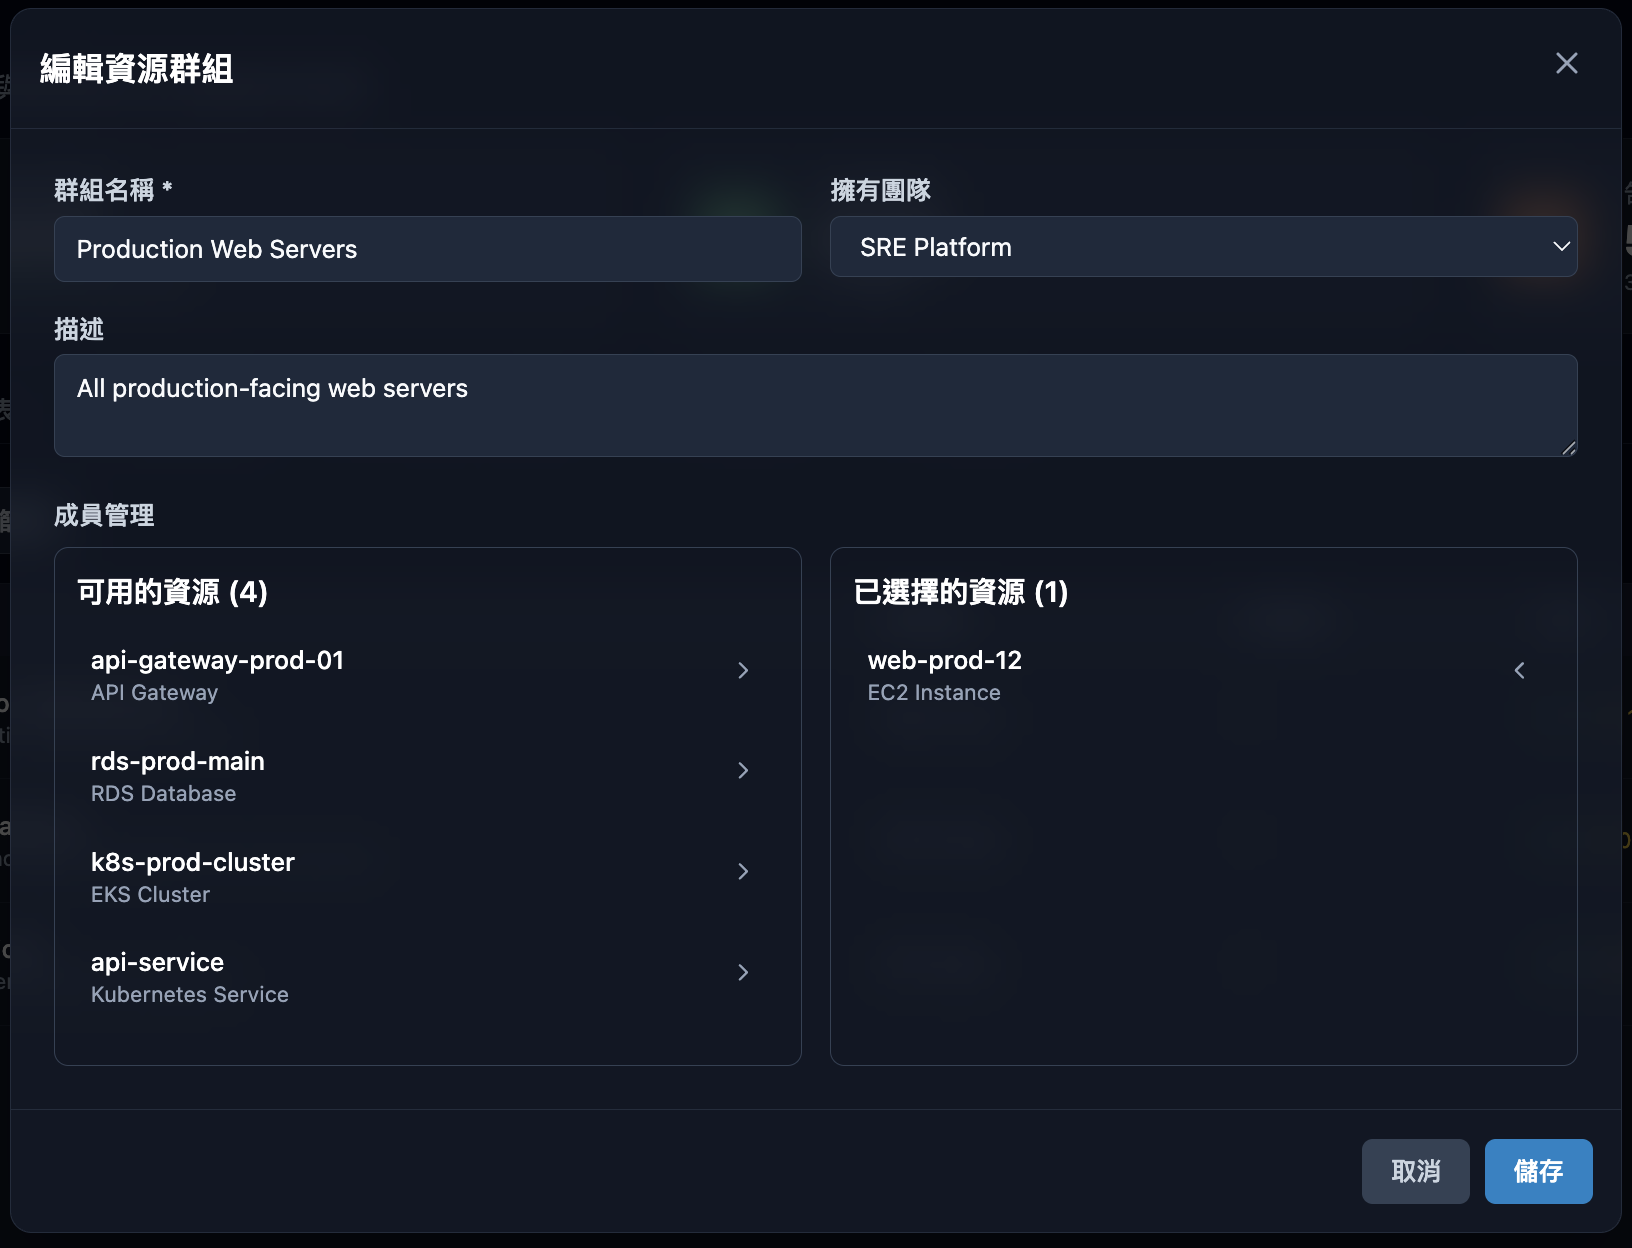 編輯資源群組
群組名稱 *
擁有團隊
Production Web Servers
SRE Platform
描述
All production-facing web servers
成員管理
可用的資源 (4)
api-gateway-prod-01
API Gateway
rds-prod-main
RDS Database
k8s-prod-cluster
EKS Cluster
api-service
Kubernetes Service
已選擇的資源 (1)
web-prod-12
EC2 Instance
取消
儲存